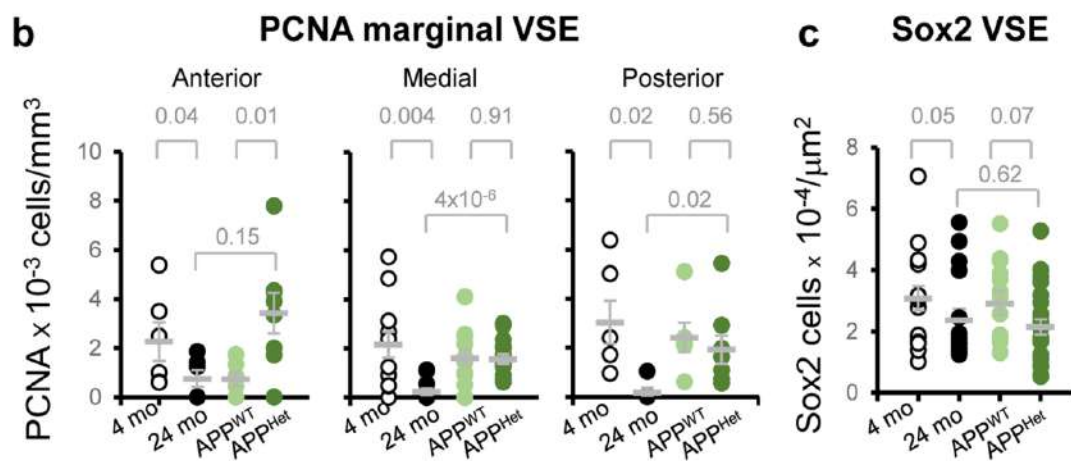 b PCNA marginal VSE c Sox2 VSE
Anterior Medial Posterior
0.04 0.01 0.004 0.91 0.02 0.56 0.05 0.07
PCNA x 10⁻³ cells/mm³
10
8
6
4
2
0
0.15 4x10⁻⁶ 0.02
Sox2 cells x 10⁻⁴/μm²
8
6
4
2
0
0.62
4 mo 24 mo APPᵂᵀ APPᴴᵉᵗ
4 mo 24 mo APPᵂᵀ APPᴴᵉᵗ
4 mo 24 mo APPᵂᵀ APPᴴᵉᵗ
4 mo 24 mo APPᵂᵀ APPᴴᵉᵗ